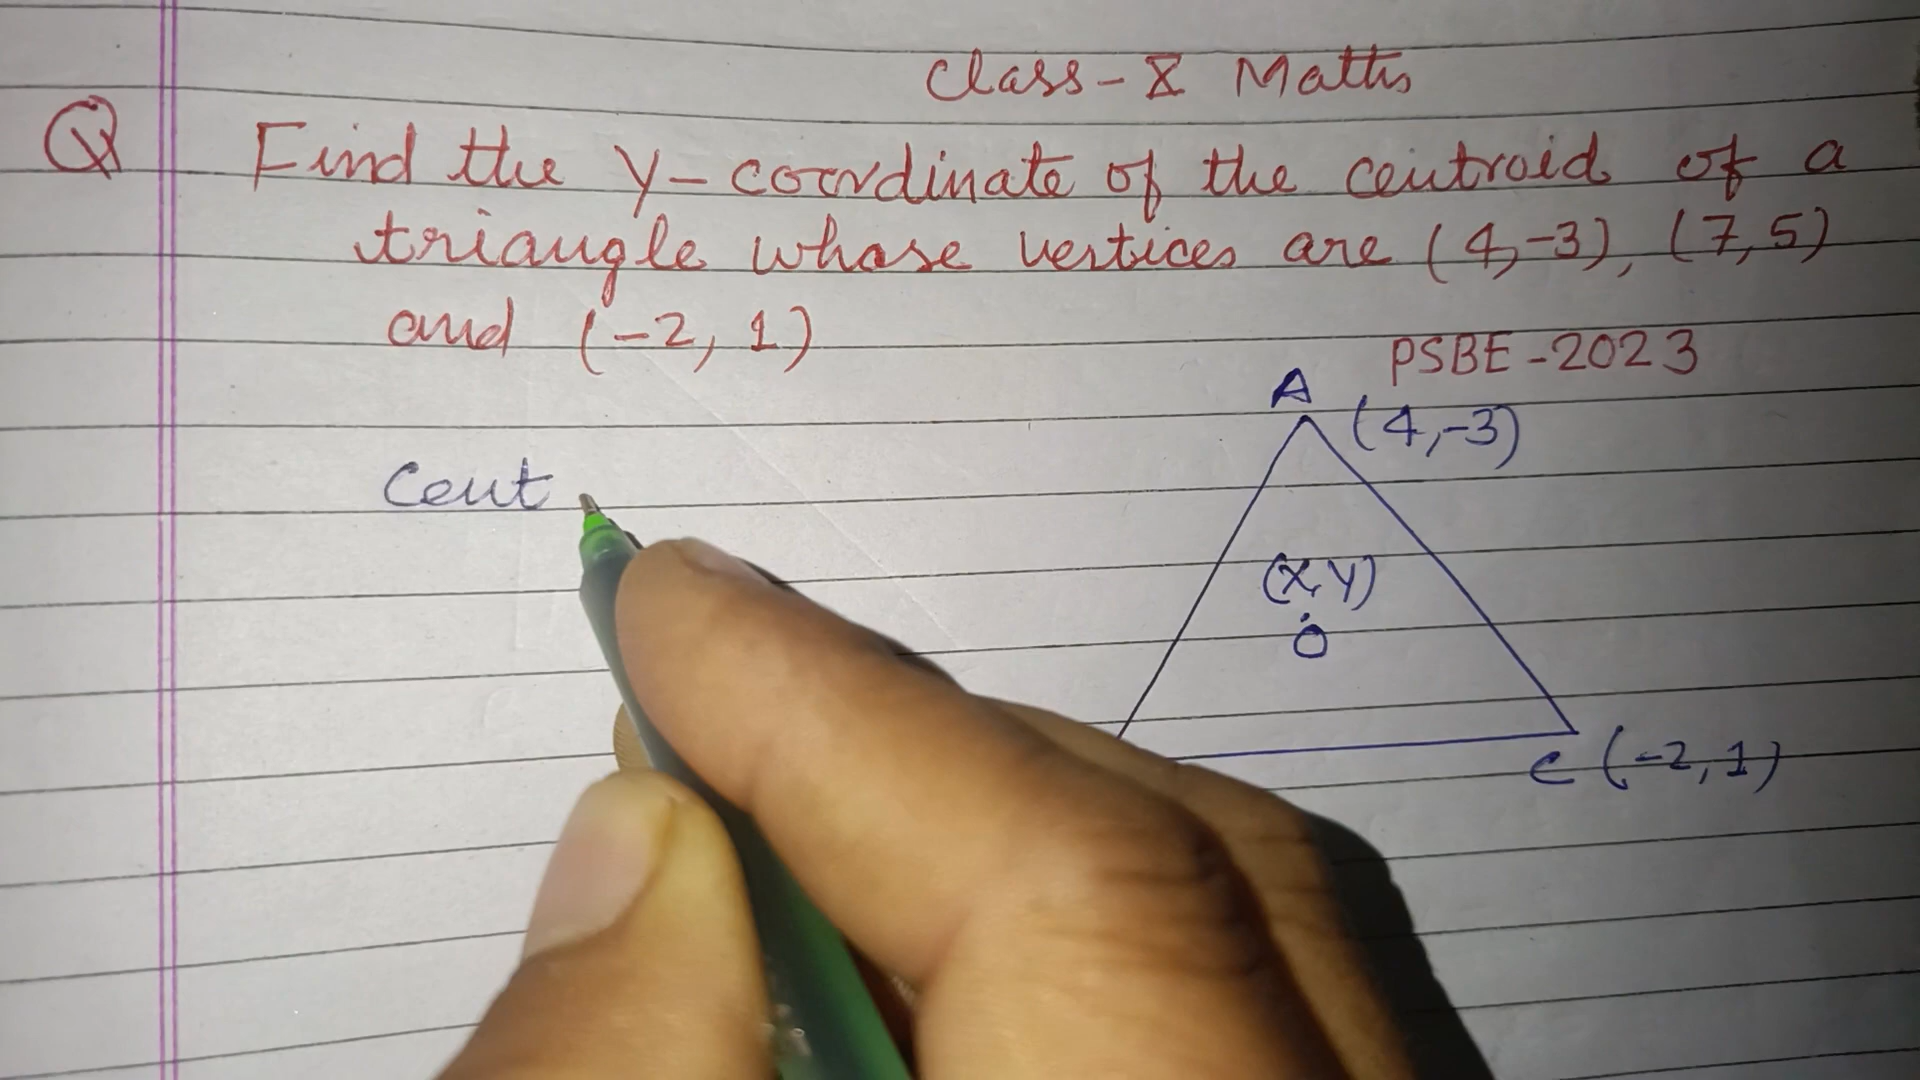 Class-X Maths
Q Find the Y-coordinate of the centroid of a
triangle whose vertices are (4,-3), (7,5)
and (-2, 1)
PSBE-2023
A
(4,-3)
Cent
(X,Y)
O
C (-2,1)